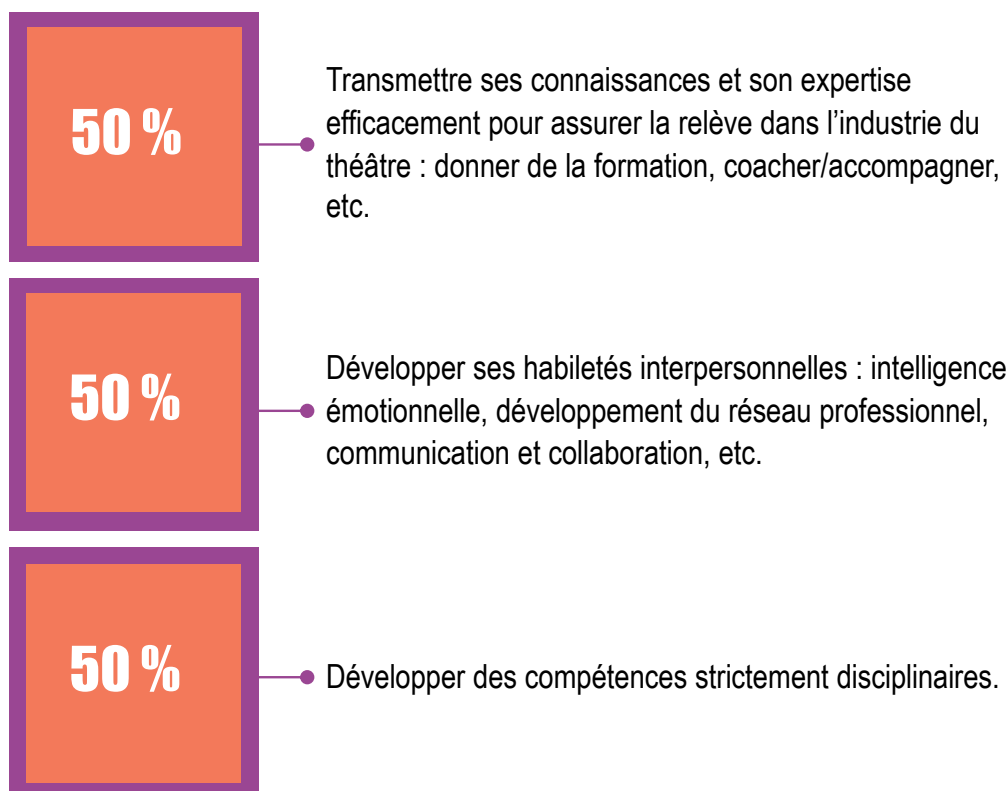 50 %
Transmettre ses connaissances et son expertise
efficacement pour assurer la relève dans l’industrie du
théâtre : donner de la formation, coacher/accompagner,
etc.
50 %
Développer ses habiletés interpersonnelles : intelligence
émotionnelle, développement du réseau professionnel,
communication et collaboration, etc.
50 %
Développer des compétences strictement disciplinaires.